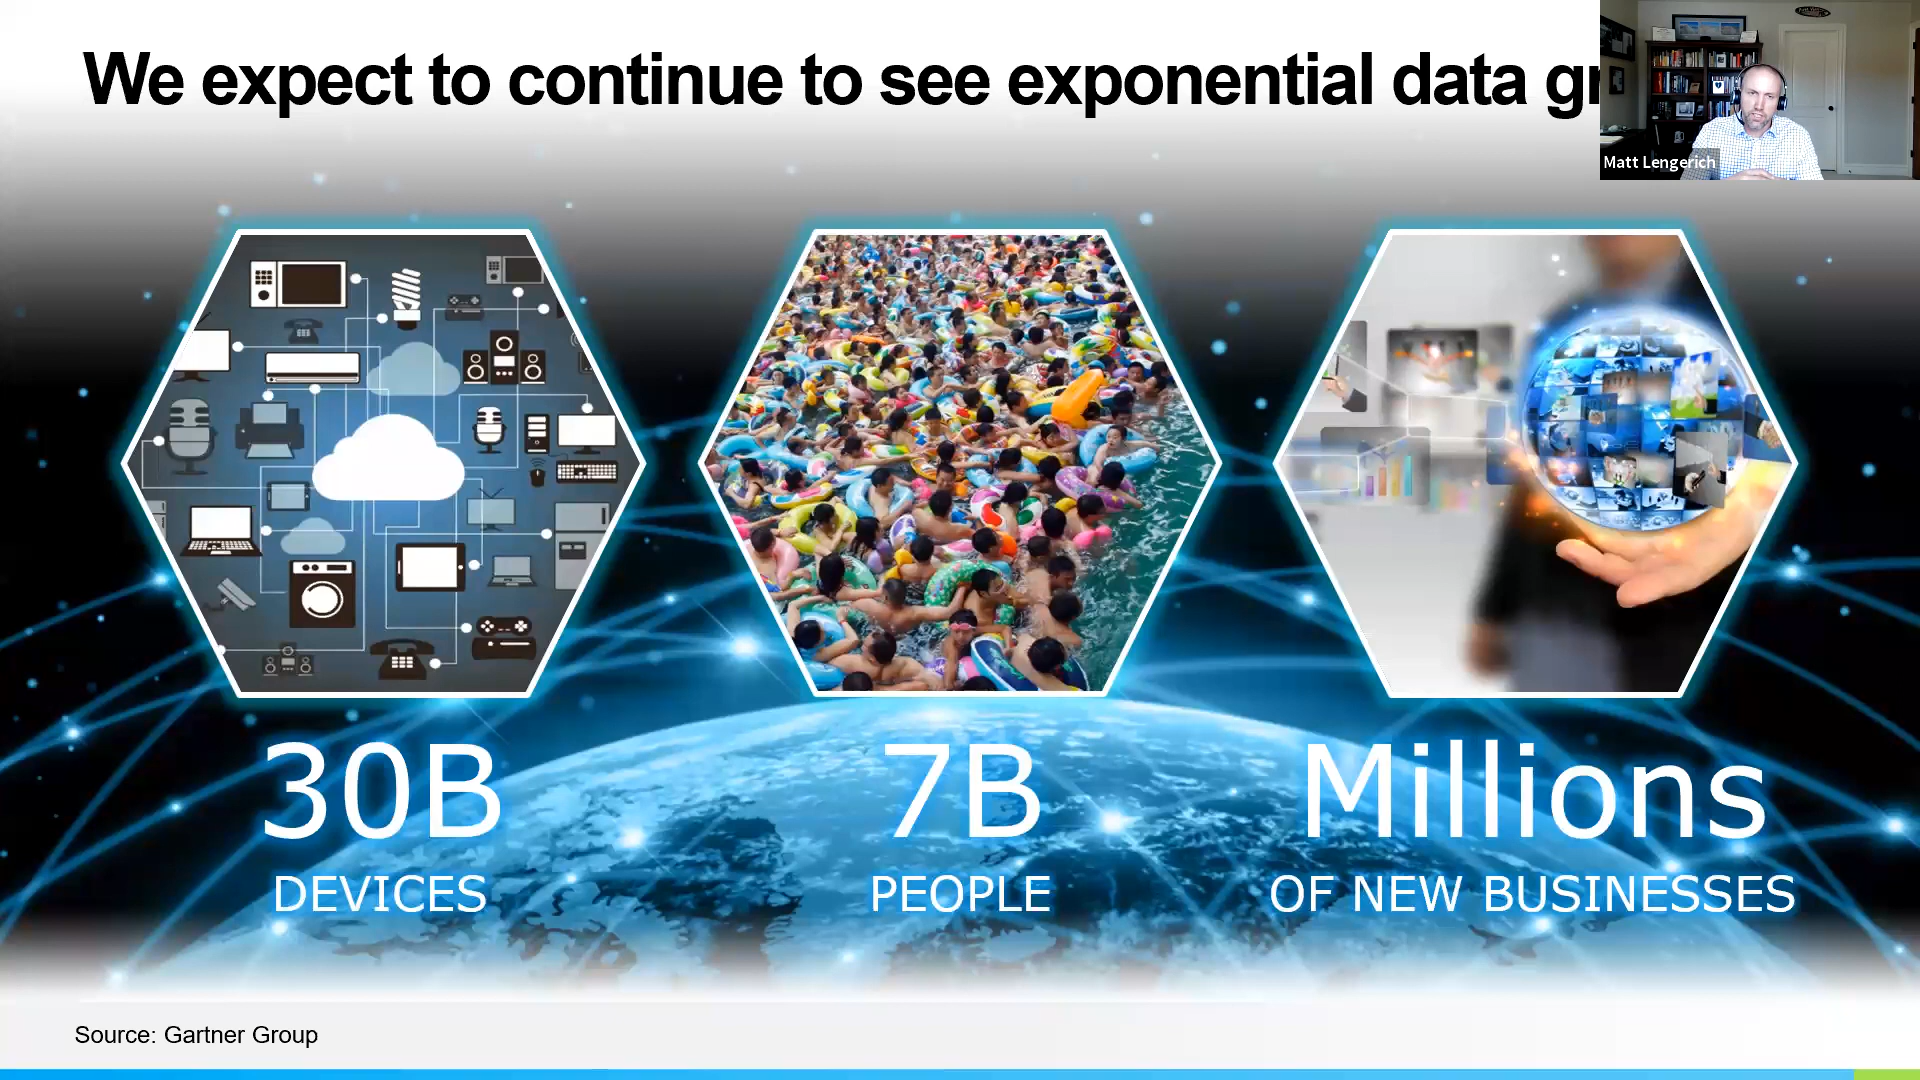 We expect to continue to see exponential data gr
Matt Lengerich
30B
DEVICES
7B
PEOPLE
Millions
OF NEW BUSINESSES
Source: Gartner Group